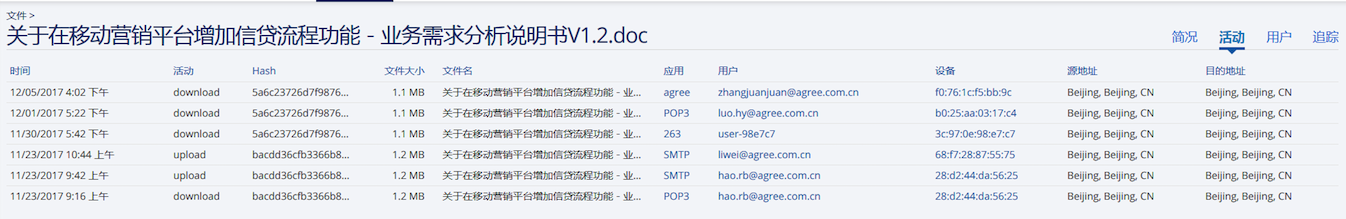 文件 >
关于在移动营销平台增加信贷流程功能 - 业务需求分析说明书V1.2.doc 简况 活动 用户 追踪
时间 活动 Hash 文件大小 文件名 应用 用户 设备 源地址 目的地址
12/05/2017 4:02 下午 download 5a6c23726d7f9876... 1.1 MB 关于在移动营销平台增加信贷流程功能 - 业... agree zhangjuanjuan@agree.com.cn f0:76:1c:f5:bb:9c Beijing, Beijing, CN Beijing, Beijing, CN
12/01/2017 5:22 下午 download 5a6c23726d7f9876... 1.1 MB 关于在移动营销平台增加信贷流程功能 - 业... POP3 luo.hy@agree.com.cn b0:25:aa:03:17:c4 Beijing, Beijing, CN Beijing, Beijing, CN
11/30/2017 5:42 下午 download 5a6c23726d7f9876... 1.1 MB 关于在移动营销平台增加信贷流程功能 - 业... 263 user-98e7c7 3c:97:0e:98:e7:c7 Beijing, Beijing, CN Beijing, Beijing, CN
11/23/2017 10:44 上午 upload bacdd36cfb3366b8... 1.2 MB 关于在移动营销平台增加信贷流程功能 - 业... SMTP liwei@agree.com.cn 68:f7:28:87:55:75 Beijing, Beijing, CN Beijing, Beijing, CN
11/23/2017 9:42 上午 upload bacdd36cfb3366b8... 1.2 MB 关于在移动营销平台增加信贷流程功能 - 业... SMTP hao.rb@agree.com.cn 28:d2:44:da:56:25 Beijing, Beijing, CN Beijing, Beijing, CN
11/23/2017 9:16 上午 download bacdd36cfb3366b8... 1.2 MB 关于在移动营销平台增加信贷流程功能 - 业... POP3 hao.rb@agree.com.cn 28:d2:44:da:56:25 Beijing, Beijing, CN Beijing, Beijing, CN